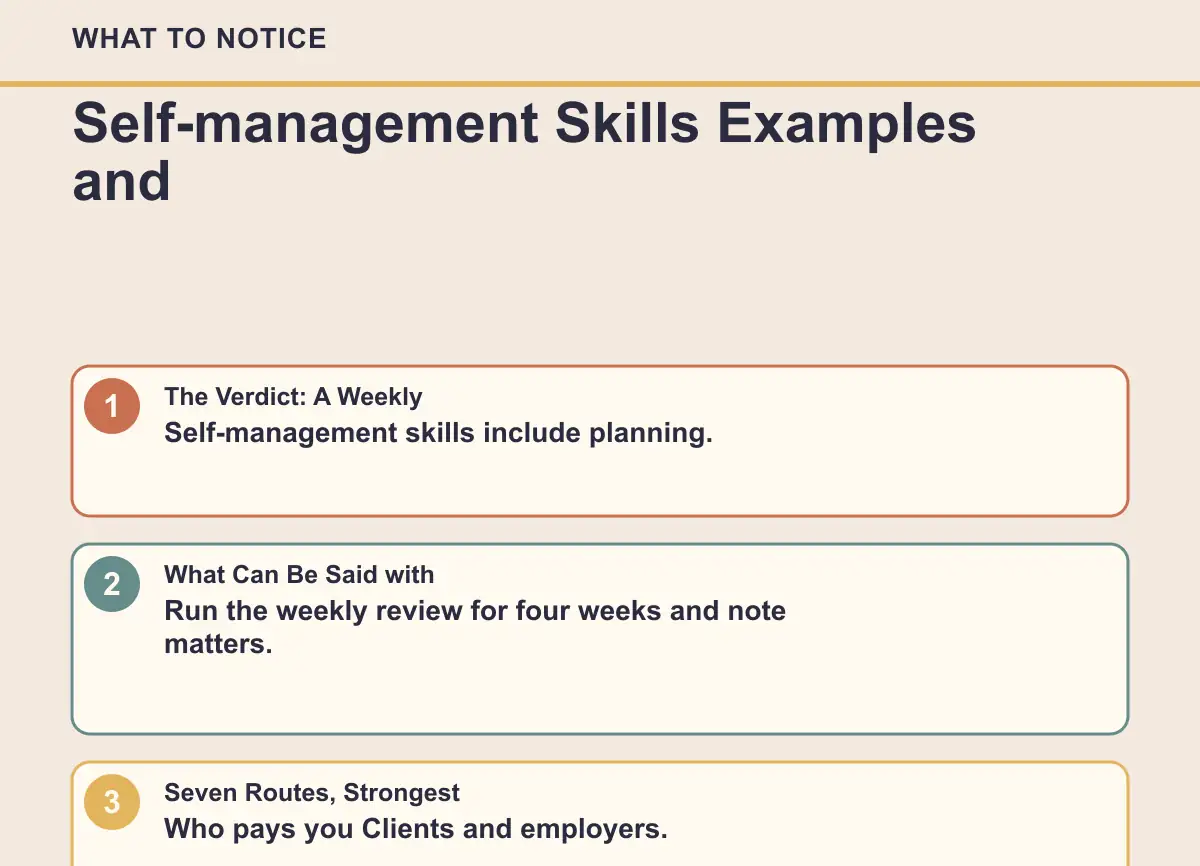 WHAT TO NOTICE
Self-management Skills Examples
and
1
The Verdict: A Weekly
Self-management skills include planning.
2
What Can Be Said with
Run the weekly review for four weeks and note
matters.
3
Seven Routes, Strongest
Who pays you Clients and employers.